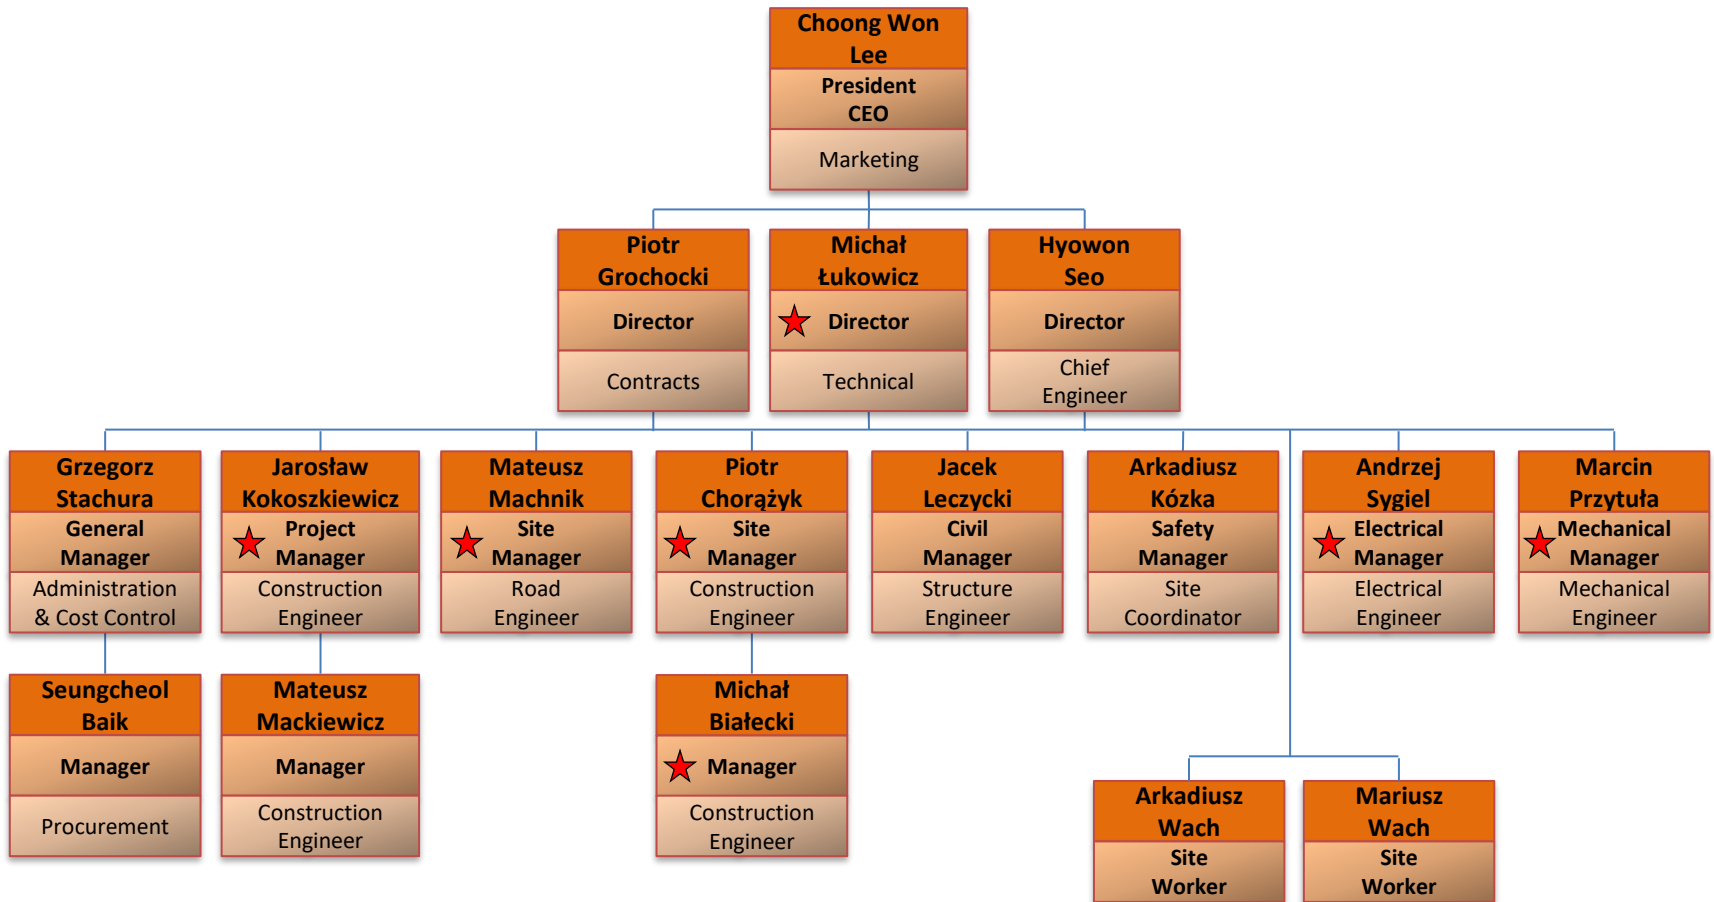 Choong Won
Lee
President
CEO
Marketing
Piotr
Grochocki
Director
Contracts
Michał
Łukowicz
Director
Technical
Hyowon
Seo
Director
Chief
Engineer
Grzegorz
Stachura
General
Manager
Administration
& Cost Control
Jarosław
Kokoszkiewicz
Project
Manager
Construction
Engineer
Mateusz
Machnik
Site
Manager
Road
Engineer
Piotr
Chorążyk
Site
Manager
Construction
Engineer
Jacek
Leczycki
Civil
Manager
Structure
Engineer
Arkadiusz
Kózka
Safety
Manager
Site
Coordinator
Andrzej
Sygiel
Electrical
Manager
Electrical
Engineer
Marcin
Przytuła
Mechanical
Manager
Mechanical
Engineer
Seungcheol
Baik
Manager
Procurement
Mateusz
Mackiewicz
Manager
Construction
Engineer
Michał
Białecki
Manager
Construction
Engineer
Arkadiusz
Wach
Site
Worker
Mariusz
Wach
Site
Worker